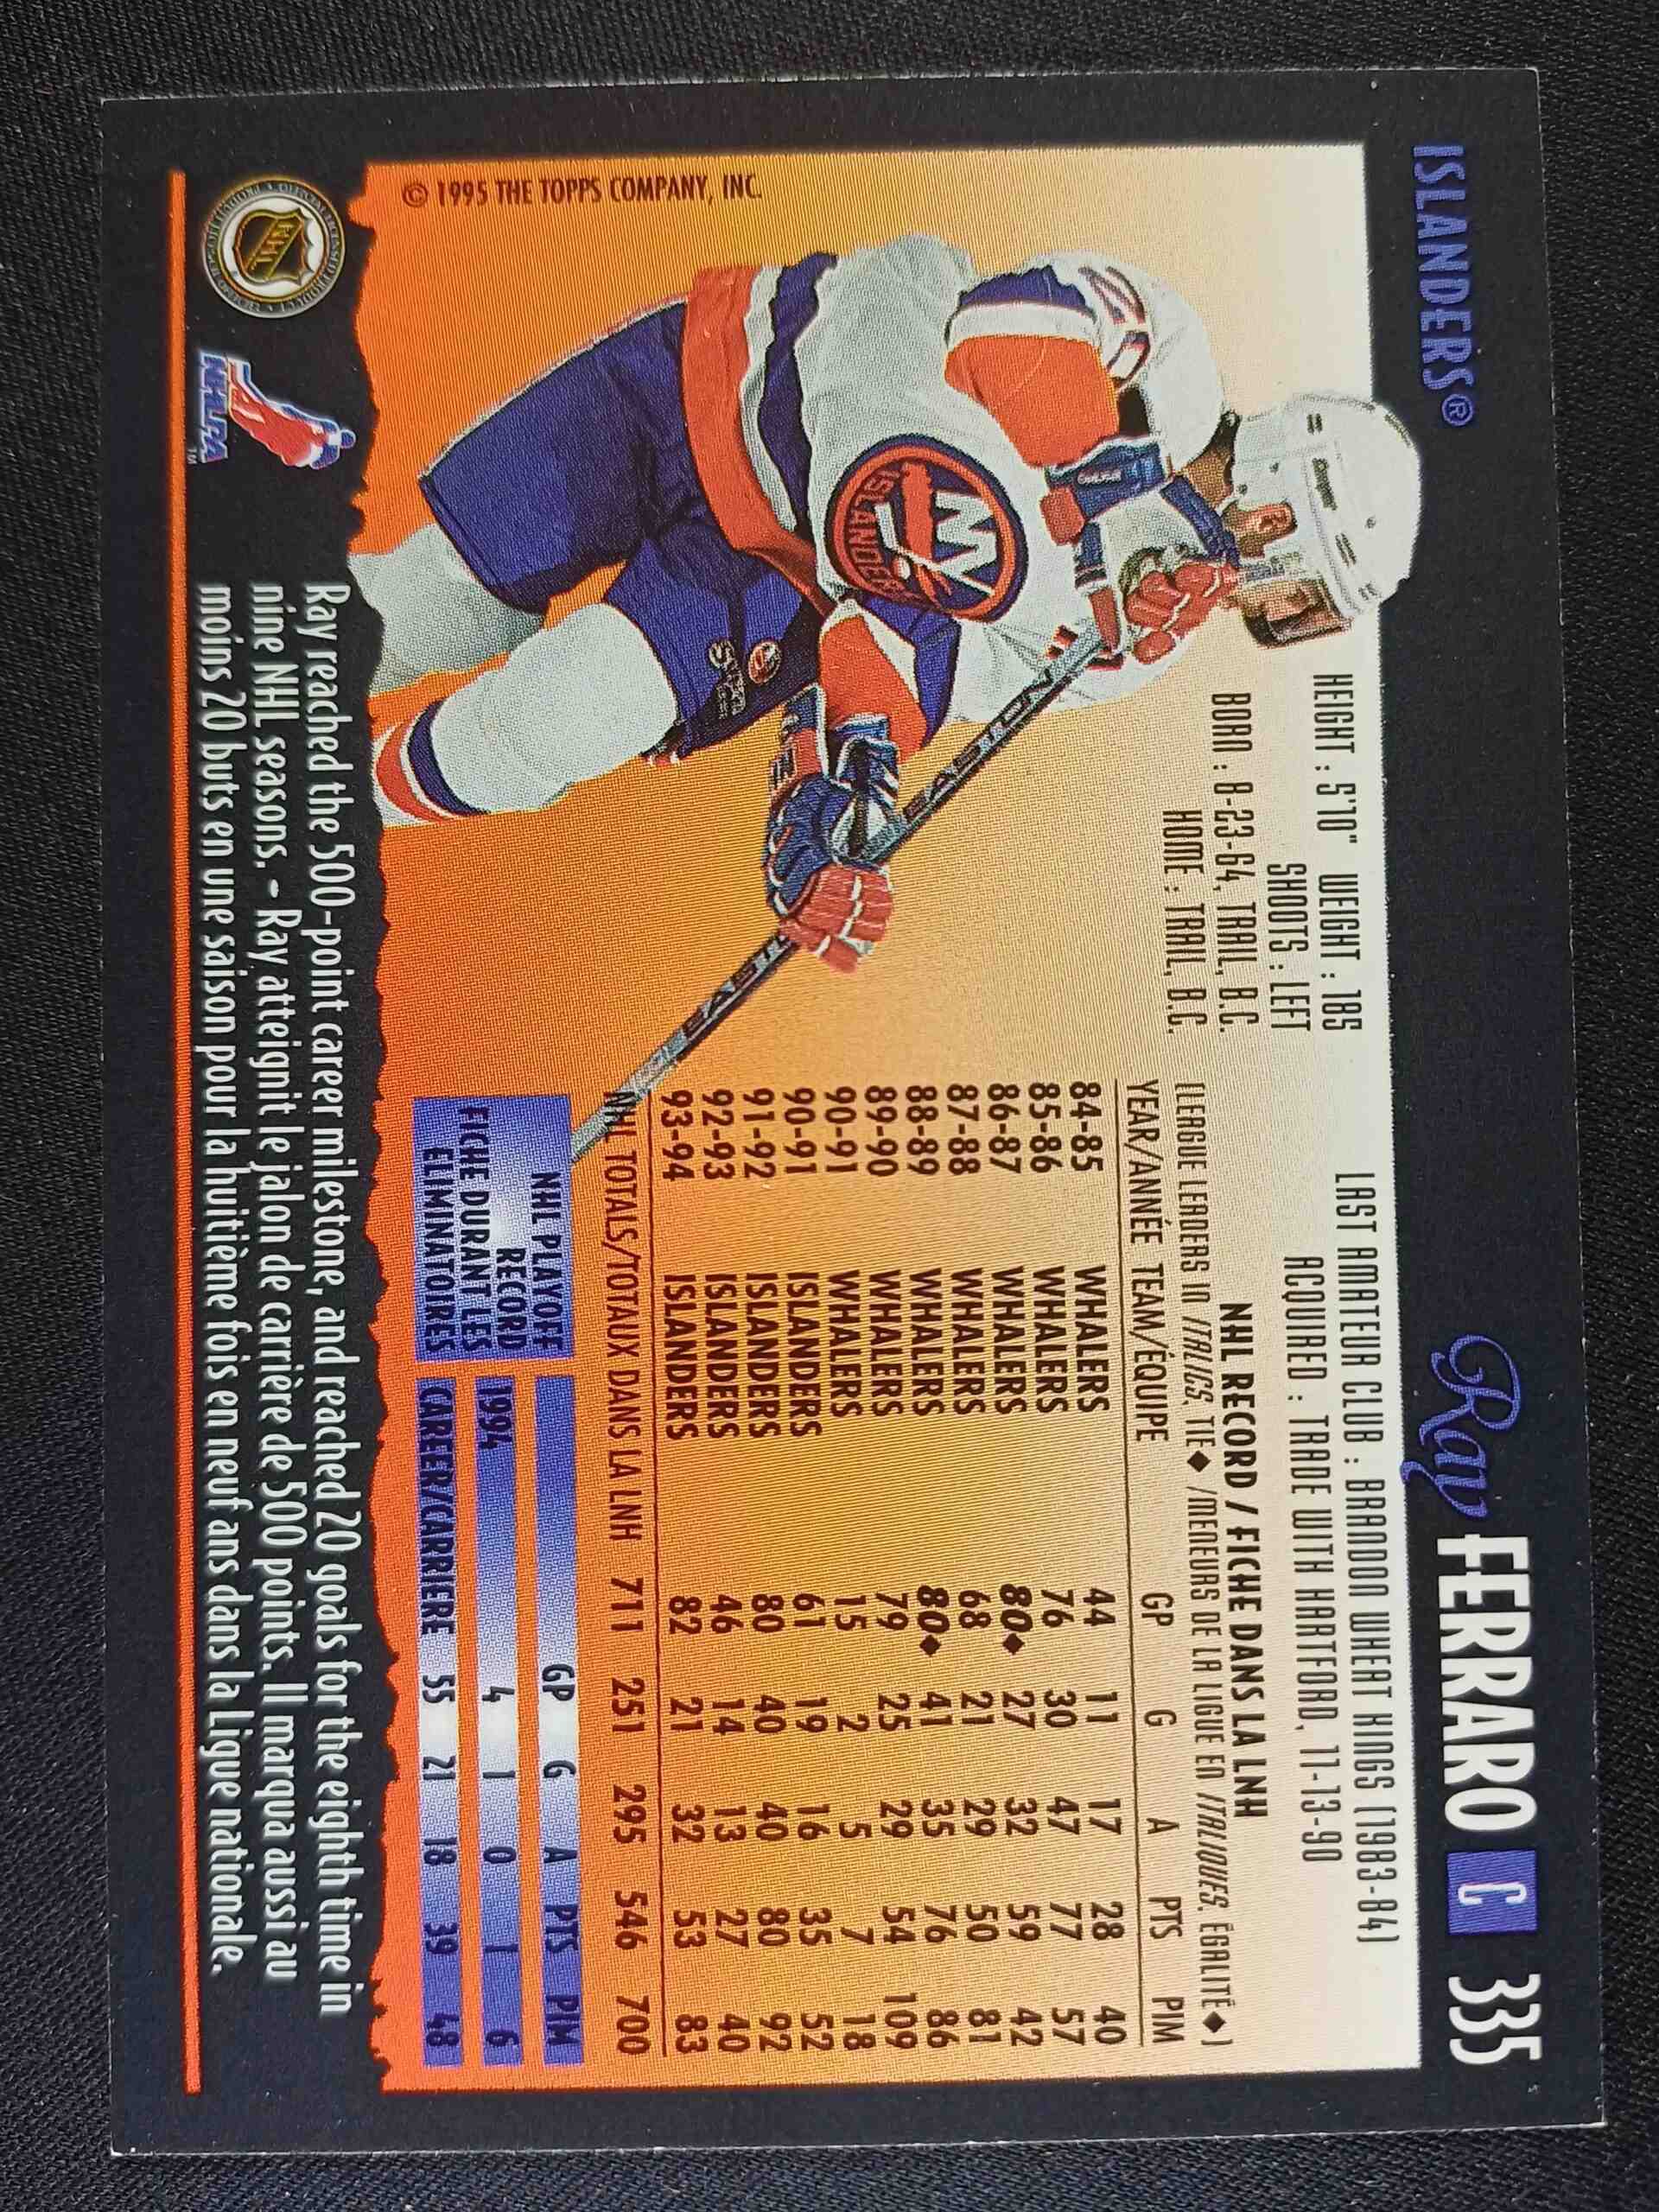 ISLANDERS®
Ray FERRARO C 335
HEIGHT : 5'10" WEIGHT : 185
SHOOTS : LEFT
BORN : 8-23-64, TRAIL, B.C.
HOME : TRAIL, B.C.
LAST AMATEUR CLUB : BRANDON WHEAT KINGS (1983-84)
ACQUIRED : TRADE WITH HARTFORD, 11-13-90
NHL RECORD / FICHE DANS LA LNH
(LEAGUE LEADERS IN ITALICS, TIE◆ /MENEURS DE LA LIGUE EN ITALIQUES, ÉGALITÉ◆)
YEAR/ANNÉE TEAM/ÉQUIPE GP G A PTS PIM
84-85 WHALERS 44 11 17 28 40
85-86 WHALERS 76 30 47 77 57
86-87 WHALERS 80◆ 27 32 59 42
87-88 WHALERS 68 21 29 50 81
88-89 WHALERS 80◆ 41 35 76 86
89-90 WHALERS 79 25 29 54 109
90-91 WHALERS 15 2 5 7 18
90-91 ISLANDERS 61 19 16 35 52
91-92 ISLANDERS 80 40 40 80 92
92-93 ISLANDERS 46 14 13 27 40
93-94 ISLANDERS 82 21 32 53 83
NHL TOTALS/TOTAUX DANS LA LNH 711 251 295 546 700
NHL PLAYOFF
RECORD
FICHE DURANT LES
ELIMINATOIRES
GP G A PTS PIM
1994 4 1 0 1 6
CAREER/CARRIERE 55 21 18 39 48
EASTON
ISLANDERS
© 1995 THE TOPPS COMPANY, INC.
NHL
NHLPA
TM
Ray reached the 500-point career milestone, and reached 20 goals for the eighth time in
nine NHL seasons. - Ray atteignit le jalon de carrière de 500 points. Il marqua aussi au
moins 20 buts en une saison pour la huitième fois en neuf ans dans la Ligue nationale.